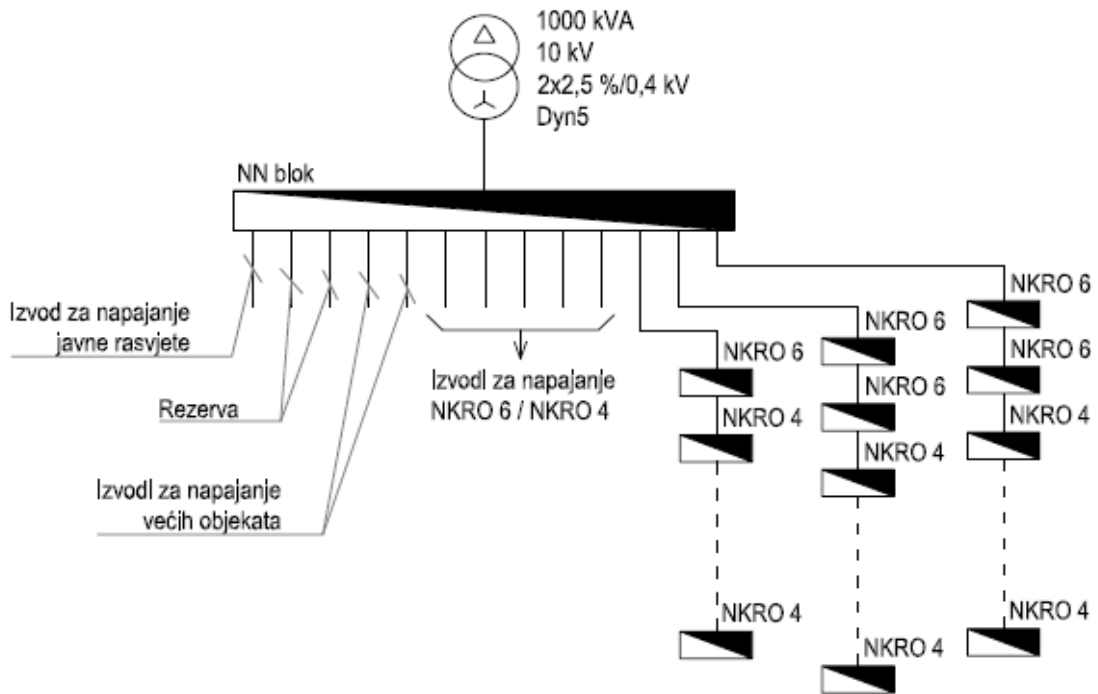 1000 kVA
10 kV
2x2,5 %/0,4 kV
Dyn5
NN blok
Izvod za napajanje
javne rasvjete
Rezerva
Izvodi za napajanje
većih objekata
Izvodi za napajanje
NKRO 6 / NKRO 4
NKRO 6
NKRO 4
NKRO 4
NKRO 6
NKRO 6
NKRO 4
NKRO 4
NKRO 6
NKRO 6
NKRO 4
NKRO 4